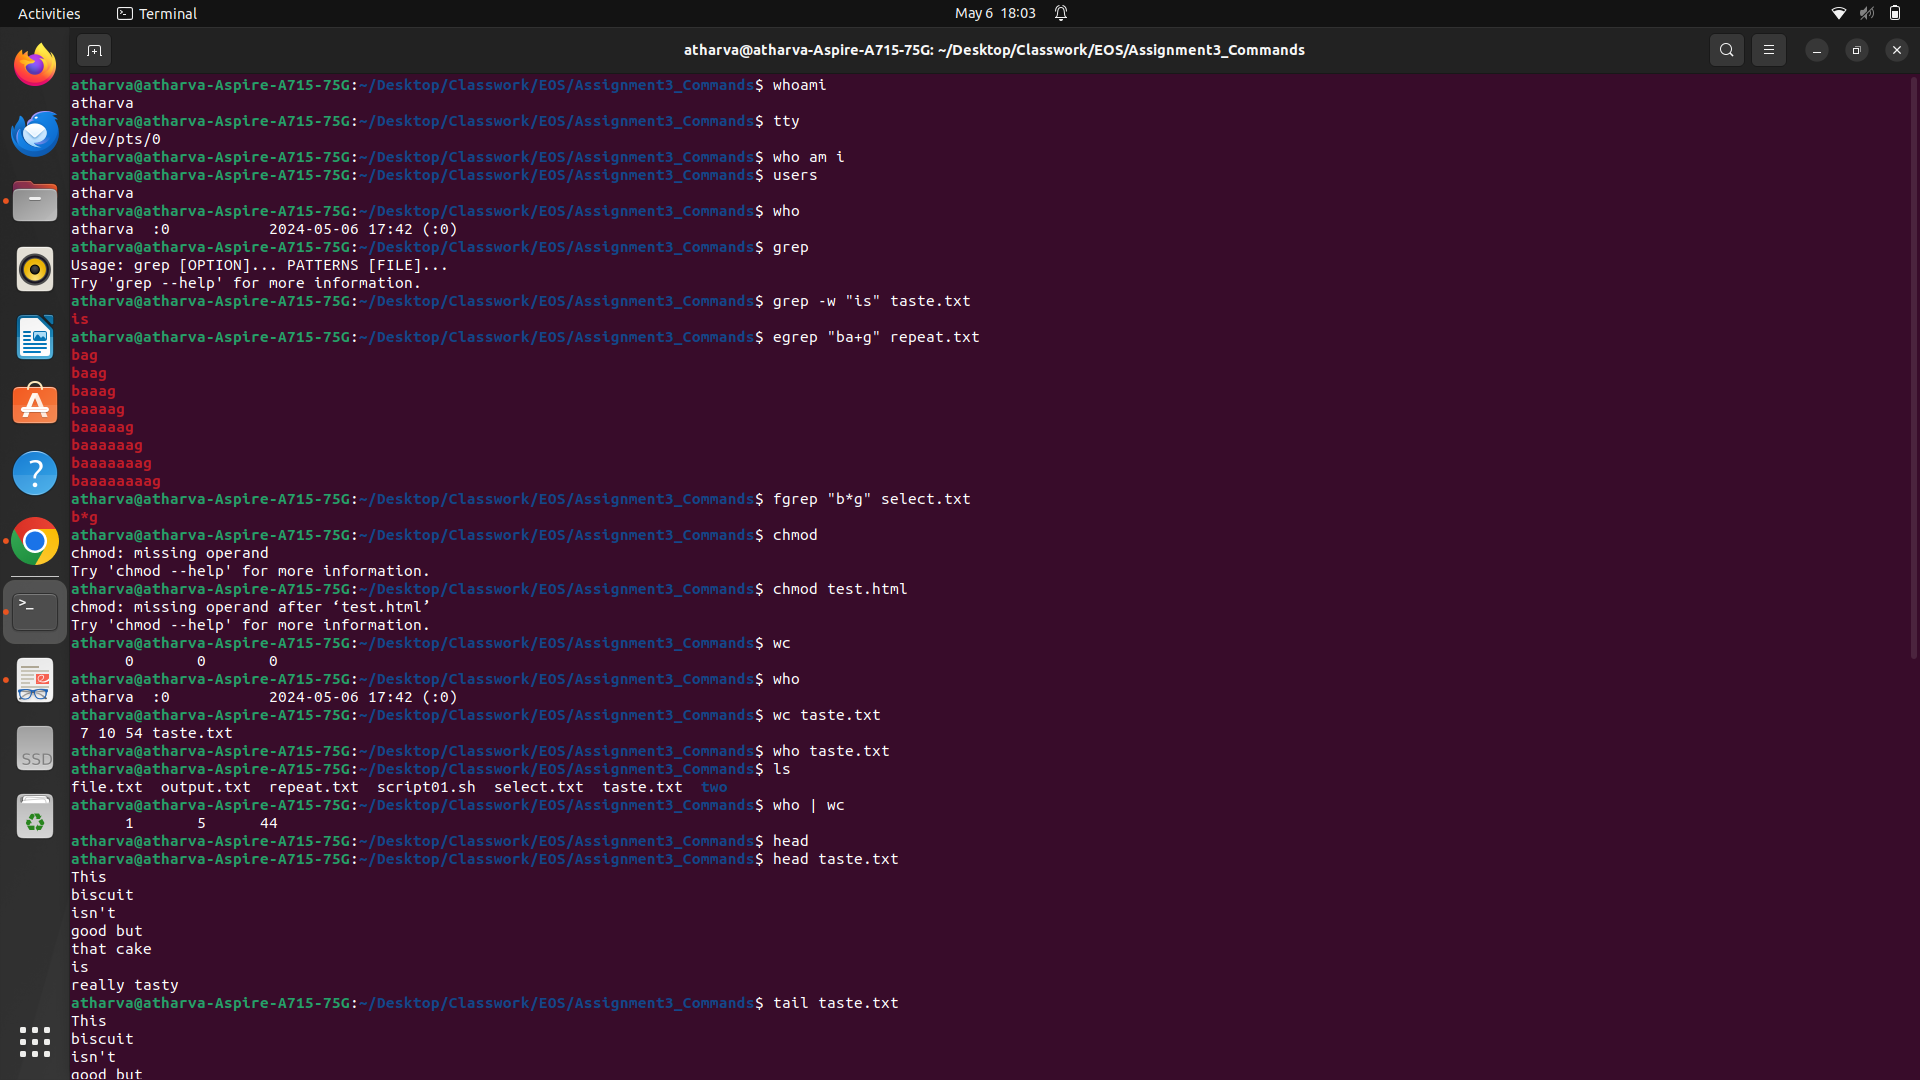 Activities
Terminal
May 6 18:03
atharva@atharva-Aspire-A715-75G: ~/Desktop/Classwork/EOS/Assignment3_Commands
atharva@atharva-Aspire-A715-75G:~/Desktop/Classwork/EOS/Assignment3_Commands$ whoami
atharva
atharva@atharva-Aspire-A715-75G:~/Desktop/Classwork/EOS/Assignment3_Commands$ tty
/dev/pts/0
atharva@atharva-Aspire-A715-75G:~/Desktop/Classwork/EOS/Assignment3_Commands$ who am i
atharva@atharva-Aspire-A715-75G:~/Desktop/Classwork/EOS/Assignment3_Commands$ users
atharva
atharva@atharva-Aspire-A715-75G:~/Desktop/Classwork/EOS/Assignment3_Commands$ who
atharva  :0           2024-05-06 17:42 (:0)
atharva@atharva-Aspire-A715-75G:~/Desktop/Classwork/EOS/Assignment3_Commands$ grep
Usage: grep [OPTION]... PATTERNS [FILE]...
Try 'grep --help' for more information.
atharva@atharva-Aspire-A715-75G:~/Desktop/Classwork/EOS/Assignment3_Commands$ grep -w "is" taste.txt
is
atharva@atharva-Aspire-A715-75G:~/Desktop/Classwork/EOS/Assignment3_Commands$ egrep "ba+g" repeat.txt
bag
baag
baaag
baaaag
baaaaag
baaaaaag
baaaaaaag
baaaaaaaag
atharva@atharva-Aspire-A715-75G:~/Desktop/Classwork/EOS/Assignment3_Commands$ fgrep "b*g" select.txt
b*g
atharva@atharva-Aspire-A715-75G:~/Desktop/Classwork/EOS/Assignment3_Commands$ chmod
chmod: missing operand
Try 'chmod --help' for more information.
atharva@atharva-Aspire-A715-75G:~/Desktop/Classwork/EOS/Assignment3_Commands$ chmod test.html
chmod: missing operand after ‘test.html’
Try 'chmod --help' for more information.
atharva@atharva-Aspire-A715-75G:~/Desktop/Classwork/EOS/Assignment3_Commands$ wc
      0       0       0
atharva@atharva-Aspire-A715-75G:~/Desktop/Classwork/EOS/Assignment3_Commands$ who
atharva  :0           2024-05-06 17:42 (:0)
atharva@atharva-Aspire-A715-75G:~/Desktop/Classwork/EOS/Assignment3_Commands$ wc taste.txt
 7 10 54 taste.txt
atharva@atharva-Aspire-A715-75G:~/Desktop/Classwork/EOS/Assignment3_Commands$ who taste.txt
atharva@atharva-Aspire-A715-75G:~/Desktop/Classwork/EOS/Assignment3_Commands$ ls
file.txt  output.txt  repeat.txt  script01.sh  select.txt  taste.txt  two
atharva@atharva-Aspire-A715-75G:~/Desktop/Classwork/EOS/Assignment3_Commands$ who | wc
      1       5      44
atharva@atharva-Aspire-A715-75G:~/Desktop/Classwork/EOS/Assignment3_Commands$ head
atharva@atharva-Aspire-A715-75G:~/Desktop/Classwork/EOS/Assignment3_Commands$ head taste.txt
This
biscuit
isn't
good but
that cake
is
really tasty
atharva@atharva-Aspire-A715-75G:~/Desktop/Classwork/EOS/Assignment3_Commands$ tail taste.txt
This
biscuit
isn't
good but
SSD